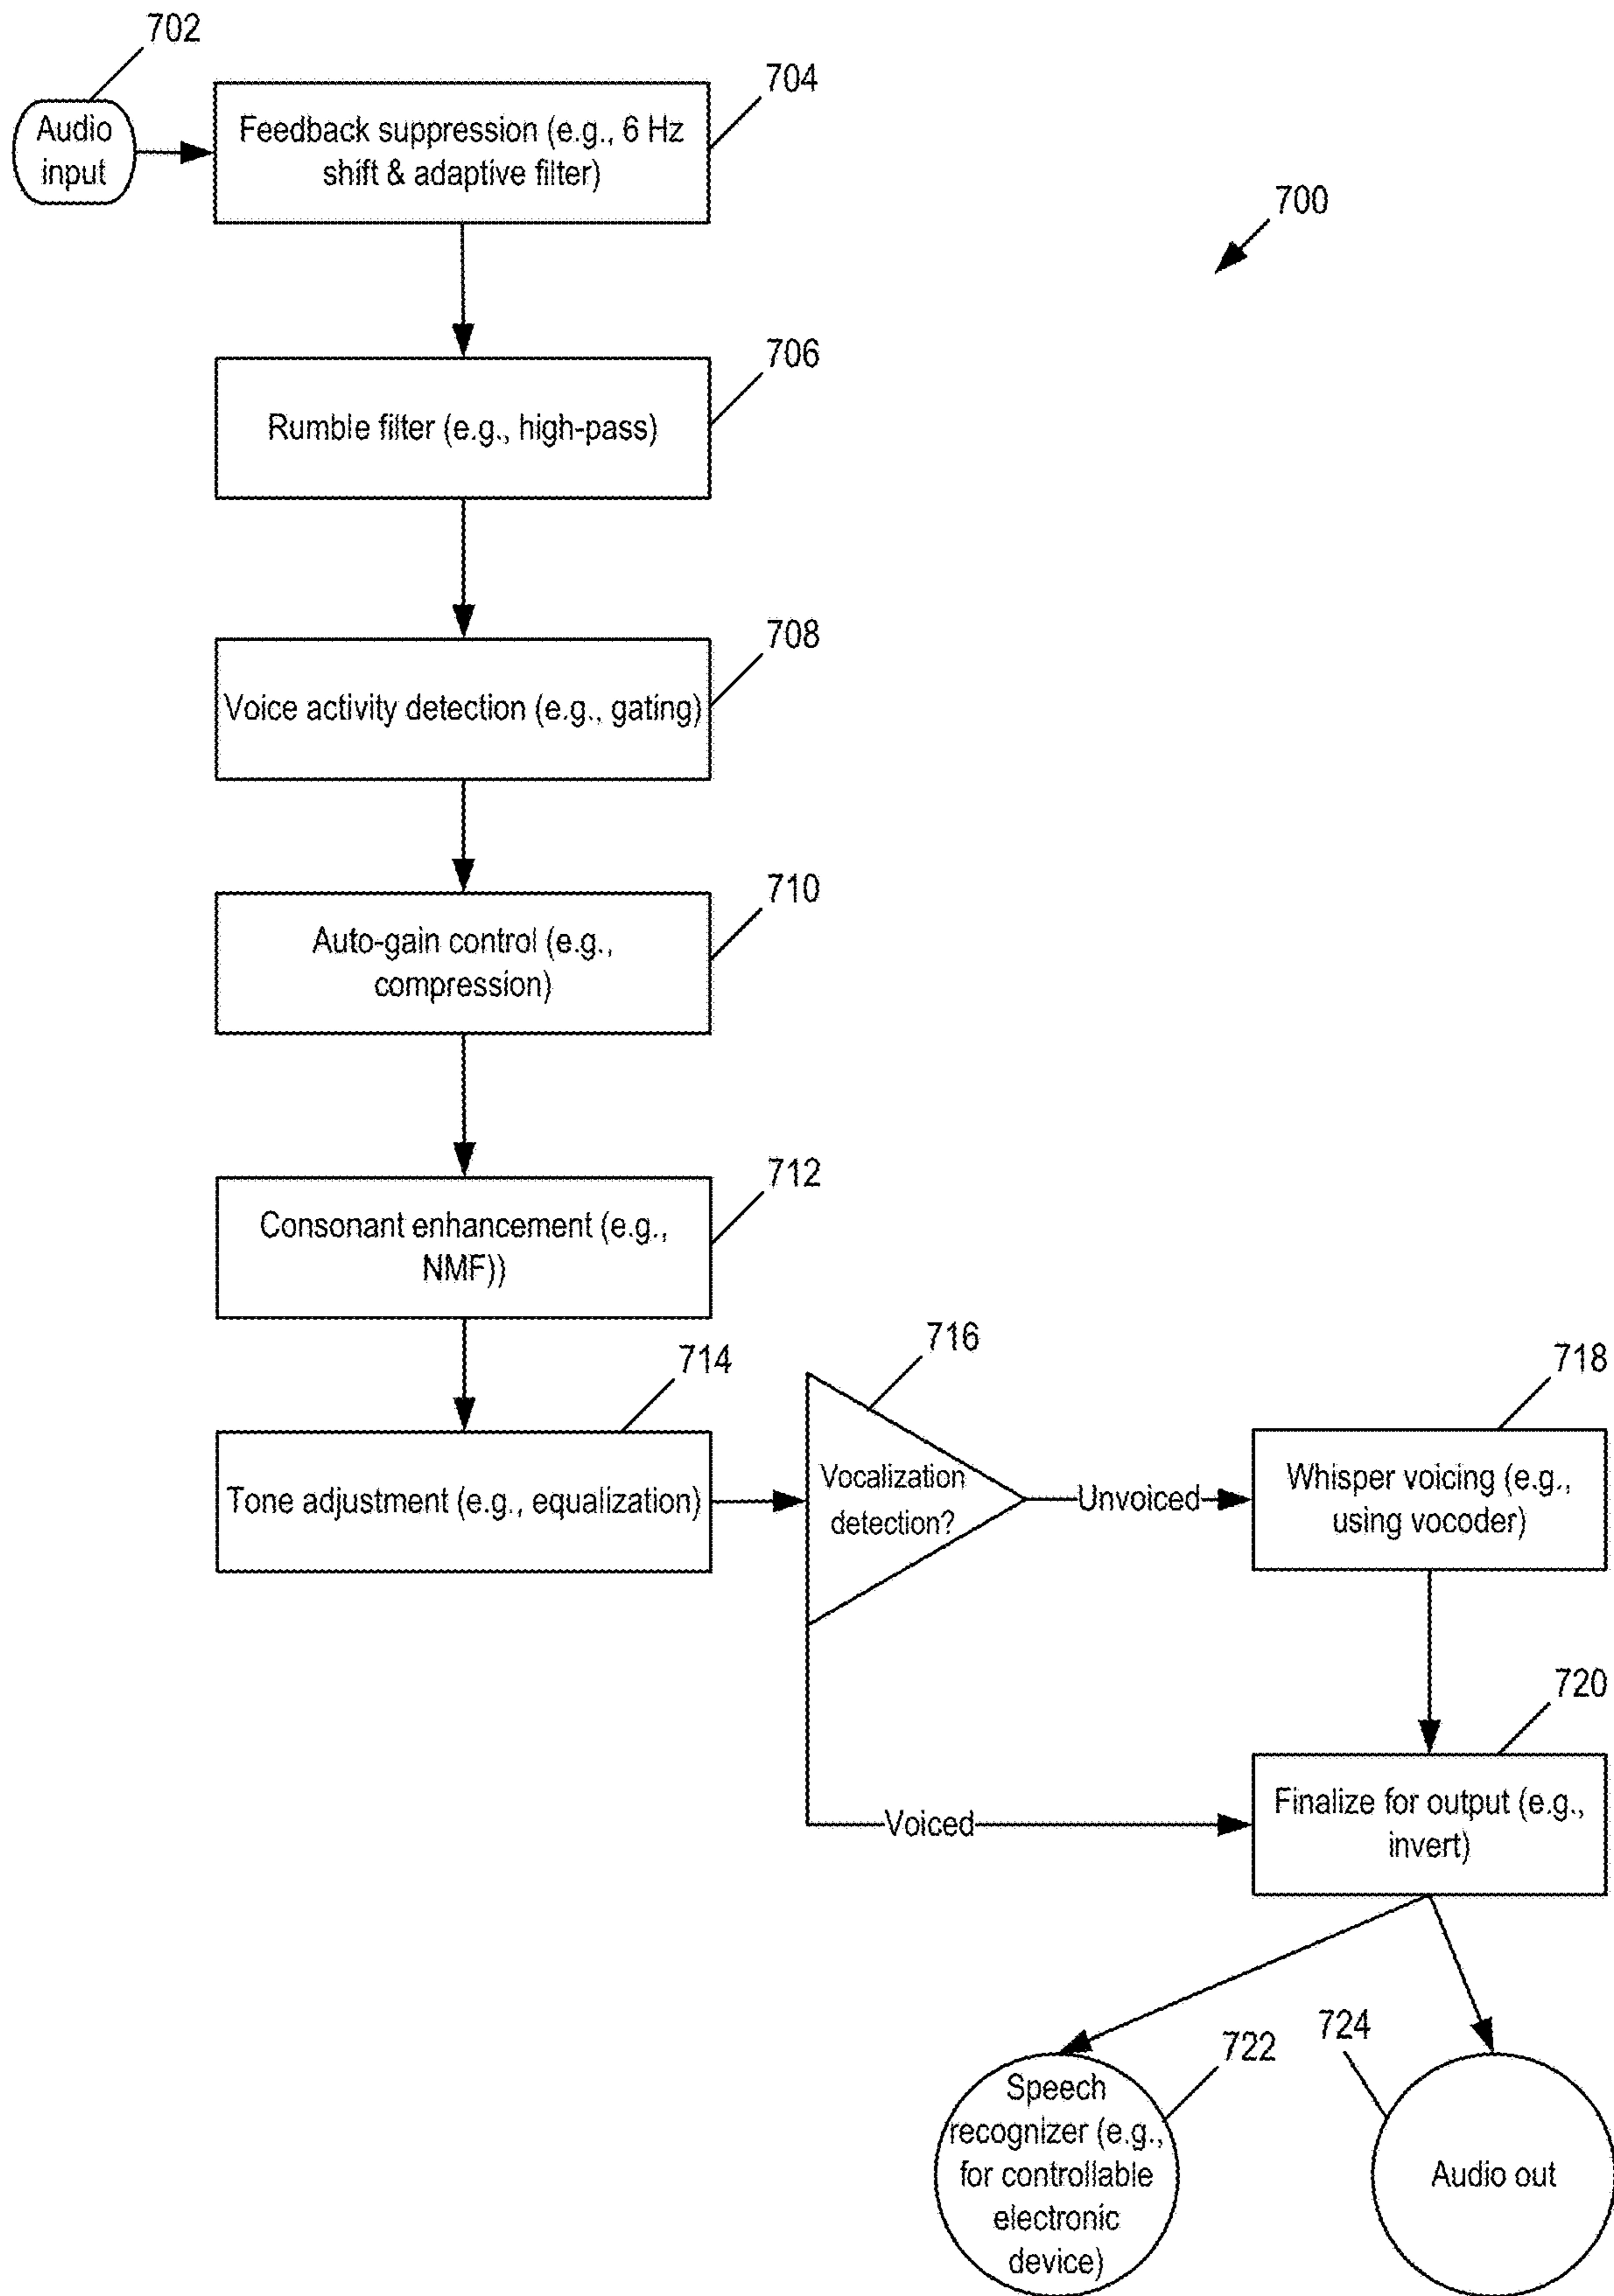 702
Audio
input
704
Feedback suppression (e.g., 6 Hz
shift & adaptive filter)
700
706
Rumble filter (e.g., high-pass)
708
Voice activity detection (e.g., gating)
710
Auto-gain control (e.g.,
compression)
712
Consonant enhancement (e.g.,
NMF))
714
Tone adjustment (e.g., equalization)
716
Vocalization
detection?
Unvoiced
718
Whisper voicing (e.g.,
using vocoder)
Voiced
720
Finalize for output (e.g.,
invert)
722
Speech
recognizer (e.g.,
for controllable
electronic
device)
724
Audio out